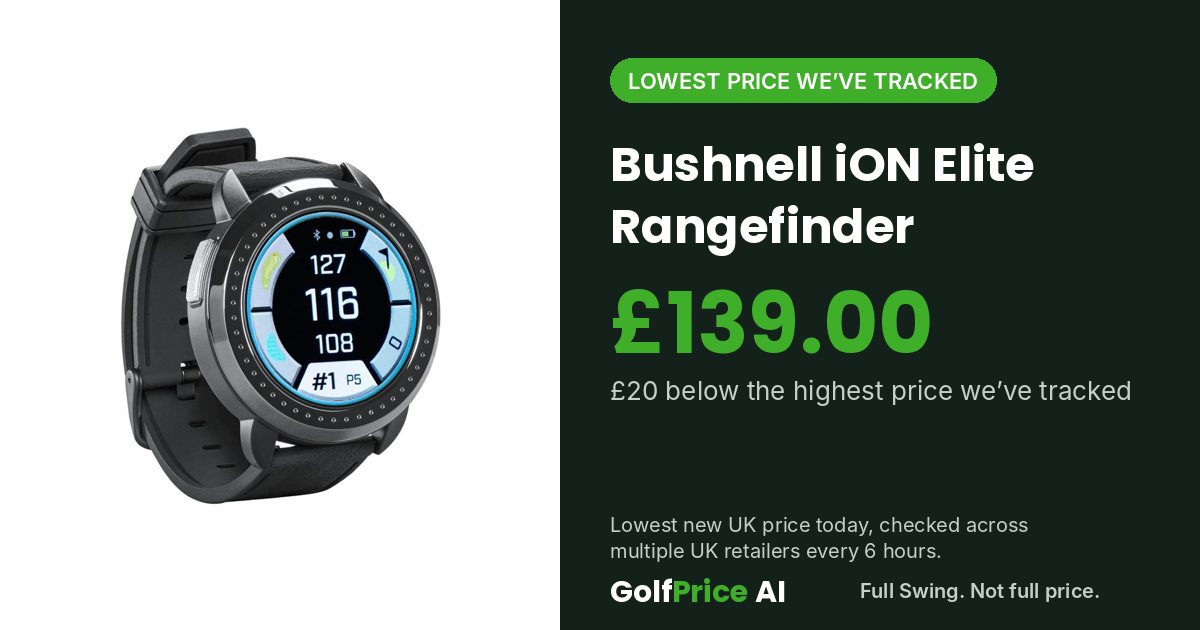 127
116
108
#1 P5
LOWEST PRICE WE’VE TRACKED
Bushnell iON Elite
Rangefinder
£139.00
£20 below the highest price we’ve tracked
Lowest new UK price today, checked across
multiple UK retailers every 6 hours.
GolfPrice AI
Full Swing. Not full price.